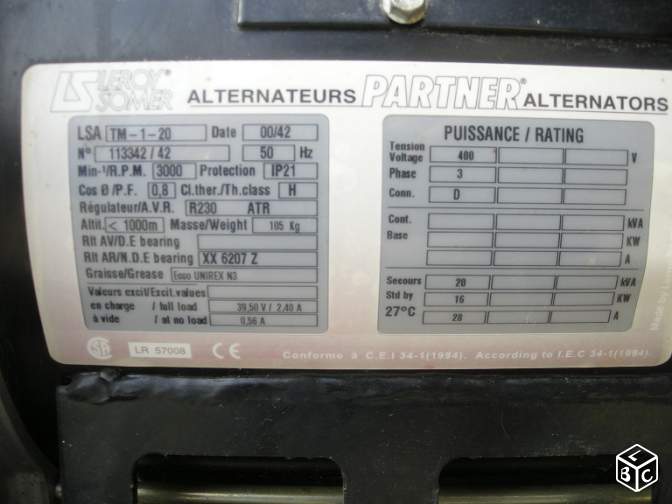 LS LEROY SOMER ALTERNATEURS PARTNER® ALTERNATORS
LSA TM-1-20 Date 00/42
N° 113342/42 50 Hz
Min-¹/R.P.M. 3000 Protection IP21
Cos Ø/P.F. 0,8 Cl.ther./Th.class H
Régulateur/A.V.R. R230 ATR
Altit. < 1000m Masse/Weight 105 Kg
Rlt AV/D.E bearing
Rlt AR/N.D.E bearing XX 6207 Z
Graisse/Grease Esso UNIREX N3
Valeurs excit/Excit.values
en charge / full load 39,50 V / 2,40 A
à vide / at no load 0,56 A
PUISSANCE / RATING
Tension
Voltage 400 V
Phase 3
Conn. D
Cont. kVA
Base KW
A
Secours 20 kVA
Std by 16 KW
27°C 28 A
LR 57008 CE
Conforme à C.E.I 34-1(1994). According to I.E.C 34-1(1994).
LBC